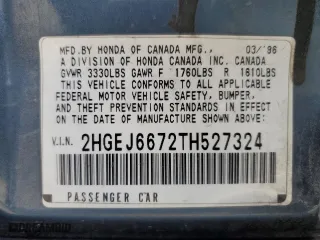 MFD.BY HONDA OF CANADA MFG., 03/'96
A DIVISION OF HONDA CANADA INC. CANADA
GVWR 3330LBS GAWR F 1760LBS R 1610LBS
THIS VEHICLE CONFORMS TO ALL APPLICABLE
FEDERAL MOTOR VEHICLE SAFETY, BUMPER,
AND THEFT PREVENTION STANDARDS IN EFFECT
ON THE DATE OF MANUFACTURE SHOWN ABOVE
V.I.N. 2HGEJ6672TH527324
PASSENGER CAR